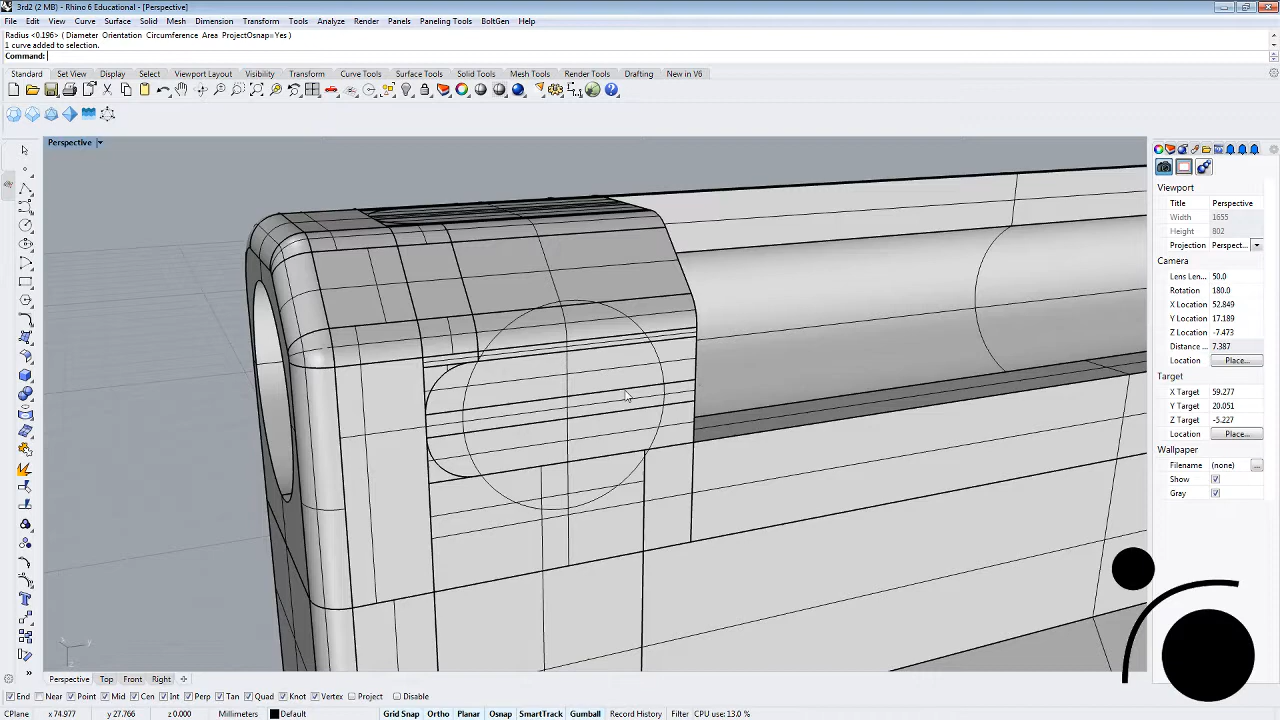 3rd2 (2 MB) - Rhino 6 Educational - [Perspective]
File Edit View Curve Surface Solid Mesh Dimension Transform Tools Analyze Render Panels Paneling Tools BoltGen Help
Radius <0.196> ( Diameter Orientation Circumference Area ProjectOsnap=Yes )
1 curve added to selection.
Command:
Standard Set View Display Select Viewport Layout Visibility Transform Curve Tools Surface Tools Solid Tools Mesh Tools Render Tools Drafting New in V6
Perspective
Viewport
Title Perspective
Width 1655
Height 802
Projection Perspect...
Camera
Lens Len... 50.0
Rotation 180.0
X Location 52.849
Y Location 17.189
Z Location -7.473
Distance ... 7.387
Location Place...
Target
X Target 59.277
Y Target 20.051
Z Target -5.227
Location Place...
Wallpaper
Filename (none) ...
Show
Gray
Perspective Top Front Right
End Near Point Mid Cen Int Perp Tan Quad Knot Vertex Project Disable
CPlane x 74.977 y 27.766 z 0.000 Millimeters Default Grid Snap Ortho Planar Osnap SmartTrack Gumball Record History Filter CPU use: 13.0 %